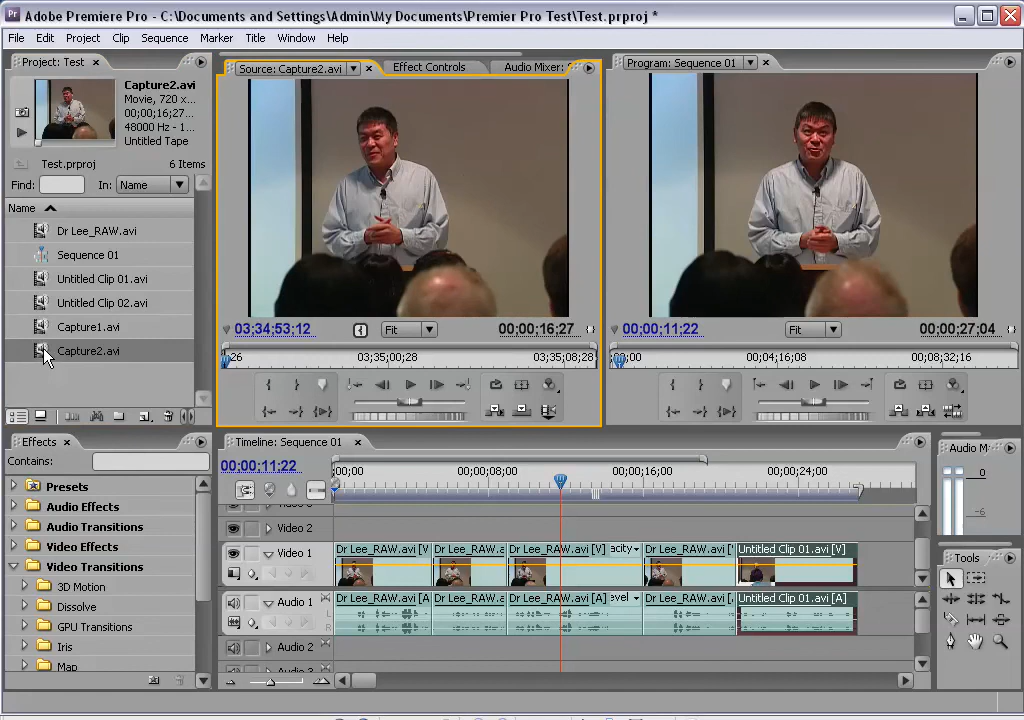 Adobe Premiere Pro - C:\Documents and Settings\Admin\My Documents\Premier Pro Test\Test.prproj *
File Edit Project Clip Sequence Marker Title Window Help
Project: Test
Capture2.avi
Movie, 720 x...
00;00;16;27...
48000 Hz - 1...
Untitled Tape
Test.prproj 6 Items
Find: In: Name
Name
Dr Lee_RAW.avi
Sequence 01
Untitled Clip 01.avi
Untitled Clip 02.avi
Capture1.avi
Capture2.avi
Source: Capture2.avi Effect Controls Audio Mixer:
03;34;53;12 Fit 00;00;16;27
26 03;35;00;28 03;35;08;28
Program: Sequence 01
00;00;11;22 Fit 00;00;27;04
;00;00 00;04;16;08 00;08;32;16
Effects
Contains:
Presets
Audio Effects
Audio Transitions
Video Effects
Video Transitions
3D Motion
Dissolve
GPU Transitions
Iris
Map
Timeline: Sequence 01
00;00;11;22
;00;00 00;00;08;00 00;00;16;00 00;00;24;00
Video 2
Video 1
Dr Lee_RAW.avi [V Dr Lee_RAW.a Dr Lee_RAW.avi [V] acity Dr Lee_RAW.avi [ Untitled Clip 01.avi [V]
Audio 1
Dr Lee_RAW.avi [A Dr Lee_RAW.a Dr Lee_RAW.avi [A] evel Dr Lee_RAW.avi [ Untitled Clip 01.avi [A]
L
R
Audio 2
Audio 3
Audio M
0
-6
Tools